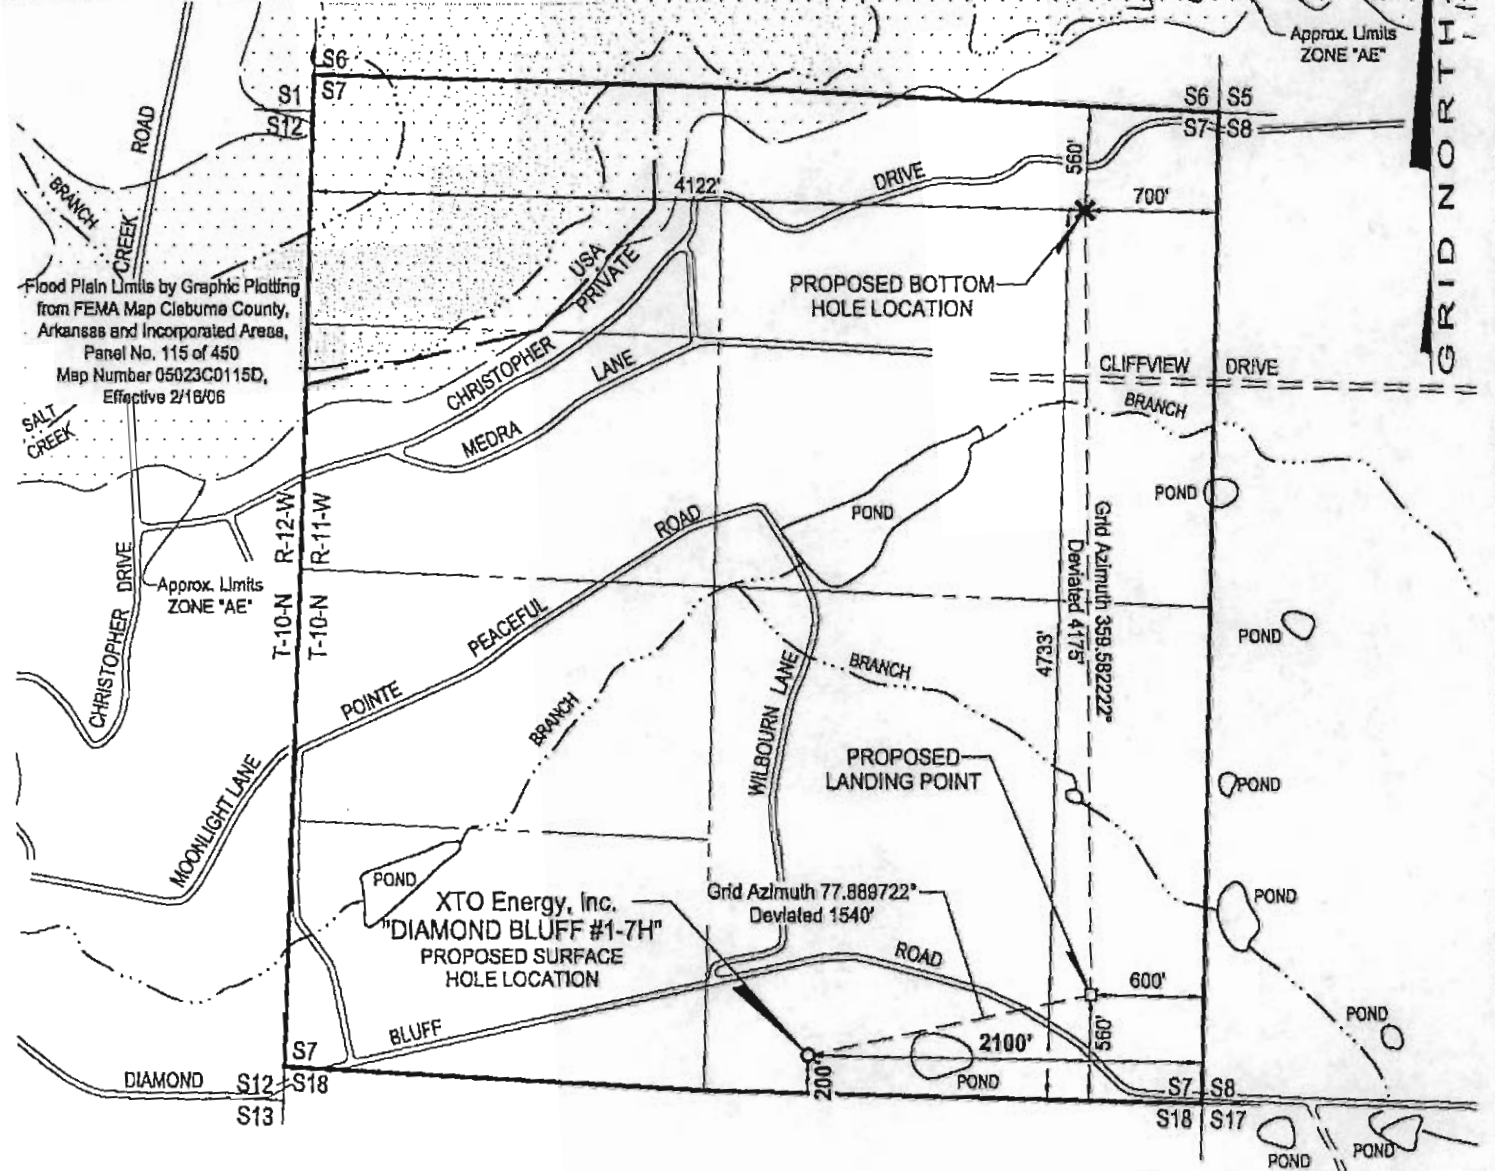 ROAD
CREEK
BRANCH
S6
S7
S1
S12
Approx. Limits
ZONE "AE"
GRID NORTH
S6
S5
S7
S8
560'
DRIVE
4122'
700'
USA
PRIVATE
PROPOSED BOTTOM
HOLE LOCATION
Flood Plain Limits by Graphic Plotting
from FEMA Map Cleburne County,
Arkansas and Incorporated Areas,
Panel No. 115 of 450
Map Number 05023C0115D,
Effective 2/16/06
SALT
CREEK
CHRISTOPHER
MEDRA
LANE
CLIFFVIEW
DRIVE
BRANCH
POND
POND
R-12-W
R-11-W
T-10-N
T-10-N
Approx. Limits
ZONE "AE"
CHRISTOPHER
DRIVE
POINTE
PEACEFUL
ROAD
Grid Azimuth 359.582222°
Deviated 4175'
4733'
POND
BRANCH
BRANCH
WILBOURN LANE
PROPOSED
LANDING POINT
POND
MOONLIGHT LANE
POND
XTO Energy, Inc.
"DIAMOND BLUFF #1-7H"
PROPOSED SURFACE
HOLE LOCATION
Grid Azimuth 77.889722°
Deviated 1540'
POND
ROAD
600'
BLUFF
2100'
560'
200'
POND
POND
DIAMOND
S7
S12
S18
S13
S7
S8
S18
S17
POND
POND